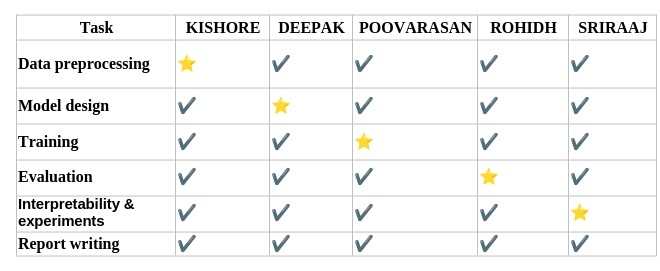 Task KISHORE DEEPAK POOVARASAN ROHIDH SRIRAAJ
Data preprocessing ⭐ ✔ ✔ ✔ ✔
Model design ✔ ⭐ ✔ ✔ ✔
Training ✔ ✔ ⭐ ✔ ✔
Evaluation ✔ ✔ ✔ ⭐ ✔
Interpretability &
experiments ✔ ✔ ✔ ✔ ⭐
Report writing ✔ ✔ ✔ ✔ ✔